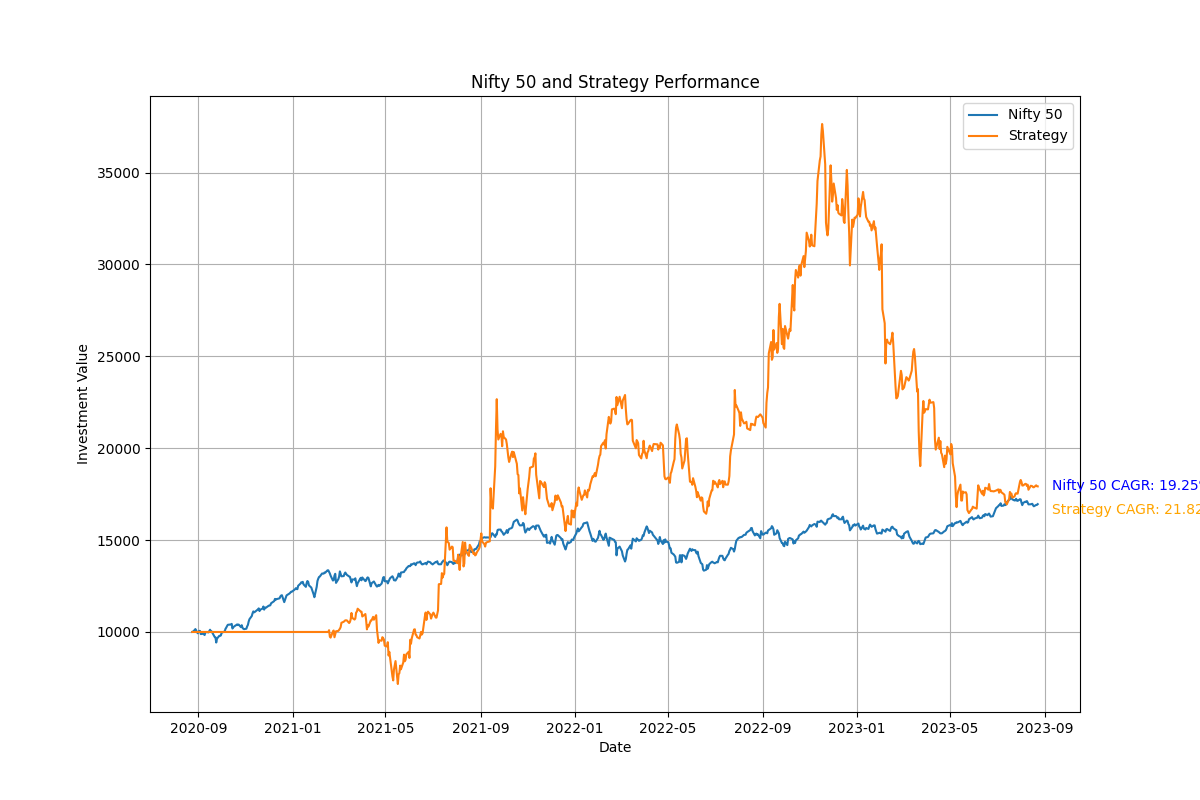 Nifty 50 and Strategy Performance
Nifty 50
Strategy
35000
30000
25000
20000
15000
10000
Investment Value
Nifty 50 CAGR: 19.25
Strategy CAGR: 21.82
2020-09
2021-01
2021-05
2021-09
2022-01
2022-05
2022-09
2023-01
2023-05
2023-09
Date